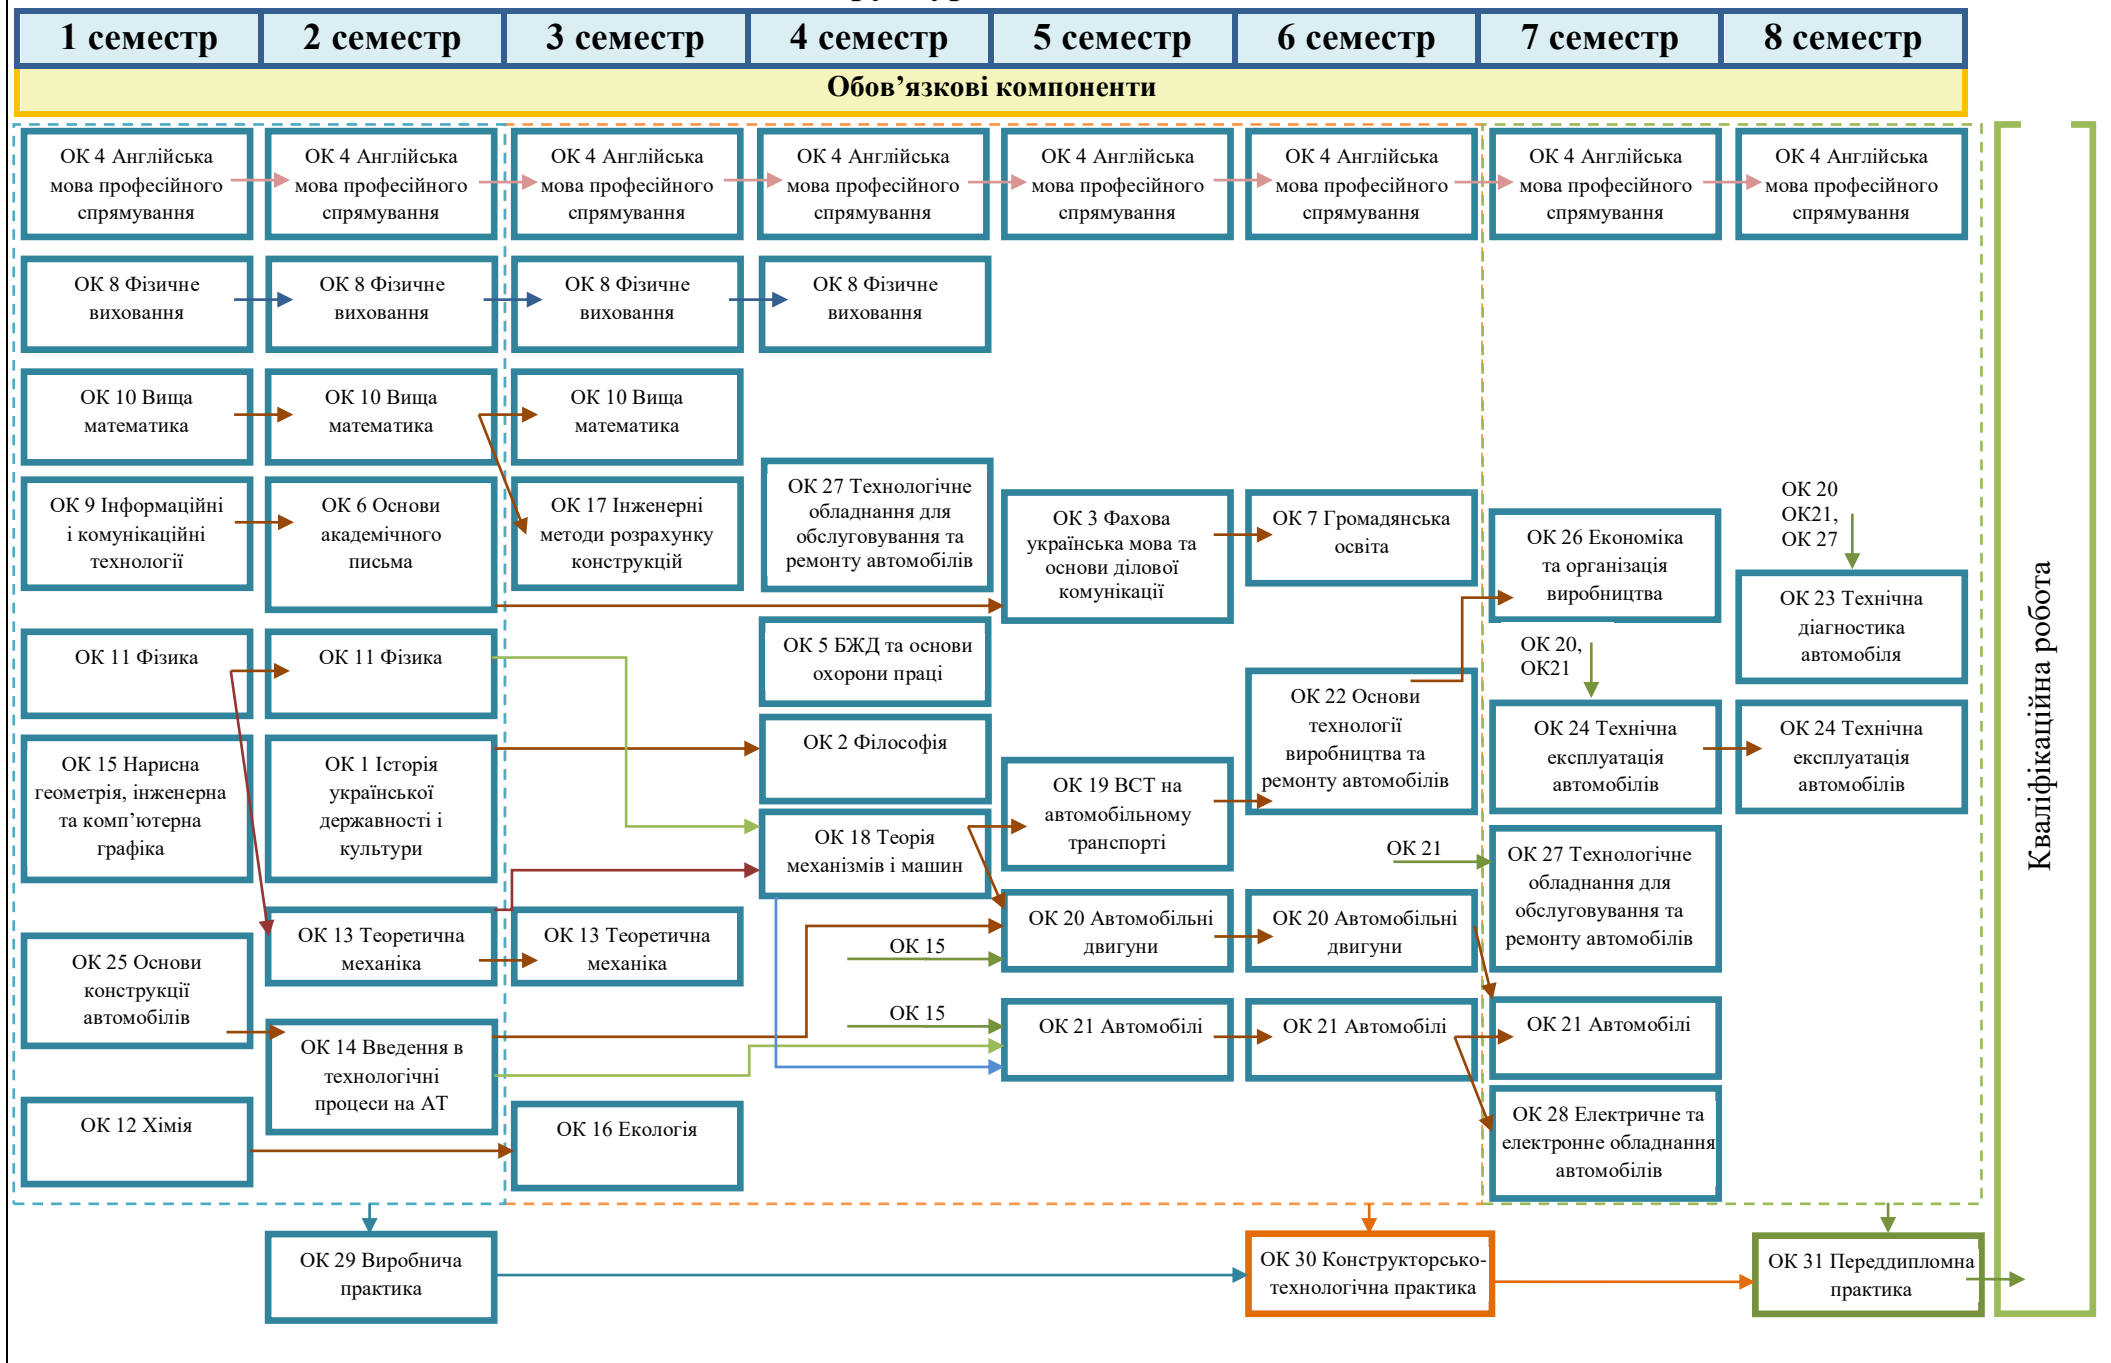 1 семестр
2 семестр
3 семестр
4 семестр
5 семестр
6 семестр
7 семестр
8 семестр
Обов’язкові компоненти
ОК 4 Англійська
мова професійного
спрямування
ОК 4 Англійська
мова професійного
спрямування
ОК 4 Англійська
мова професійного
спрямування
ОК 4 Англійська
мова професійного
спрямування
ОК 4 Англійська
мова професійного
спрямування
ОК 4 Англійська
мова професійного
спрямування
ОК 4 Англійська
мова професійного
спрямування
ОК 4 Англійська
мова професійного
спрямування
ОК 8 Фізичне
виховання
ОК 8 Фізичне
виховання
ОК 8 Фізичне
виховання
ОК 8 Фізичне
виховання
ОК 10 Вища
математика
ОК 10 Вища
математика
ОК 10 Вища
математика
ОК 9 Інформаційні
і комунікаційні
технології
ОК 6 Основи
академічного
письма
ОК 17 Інженерні
методи розрахунку
конструкцій
ОК 27 Технологічне
обладнання для
обслуговування та
ремонту автомобілів
ОК 3 Фахова
українська мова та
основи ділової
комунікації
ОК 7 Громадянська
освіта
ОК 26 Економіка
та організація
виробництва
ОК 20
ОК21,
ОК 27
ОК 23 Технічна
діагностика
автомобіля
ОК 11 Фізика
ОК 11 Фізика
ОК 5 БЖД та основи
охорони праці
ОК 20,
ОК21
ОК 22 Основи
технології
виробництва та
ремонту автомобілів
ОК 24 Технічна
експлуатація
автомобілів
ОК 24 Технічна
експлуатація
автомобілів
ОК 15 Нарисна
геометрія, інженерна
та комп’ютерна
графіка
ОК 1 Історія
української
державності і
культури
ОК 2 Філософія
ОК 19 ВСТ на
автомобільному
транспорті
ОК 18 Теорія
механізмів і машин
ОК 21
ОК 27 Технологічне
обладнання для
обслуговування та
ремонту автомобілів
ОК 25 Основи
конструкції
автомобілів
ОК 13 Теоретична
механіка
ОК 13 Теоретична
механіка
ОК 15
ОК 20 Автомобільні
двигуни
ОК 20 Автомобільні
двигуни
ОК 14 Введення в
технологічні
процеси на АТ
ОК 15
ОК 21 Автомобілі
ОК 21 Автомобілі
ОК 21 Автомобілі
ОК 12 Хімія
ОК 16 Екологія
ОК 28 Електричне та
електронне обладнання
автомобілів
ОК 29 Виробнича
практика
ОК 30 Конструкторсько-
технологічна практика
ОК 31 Переддипломна
практика
Кваліфікаційна робота